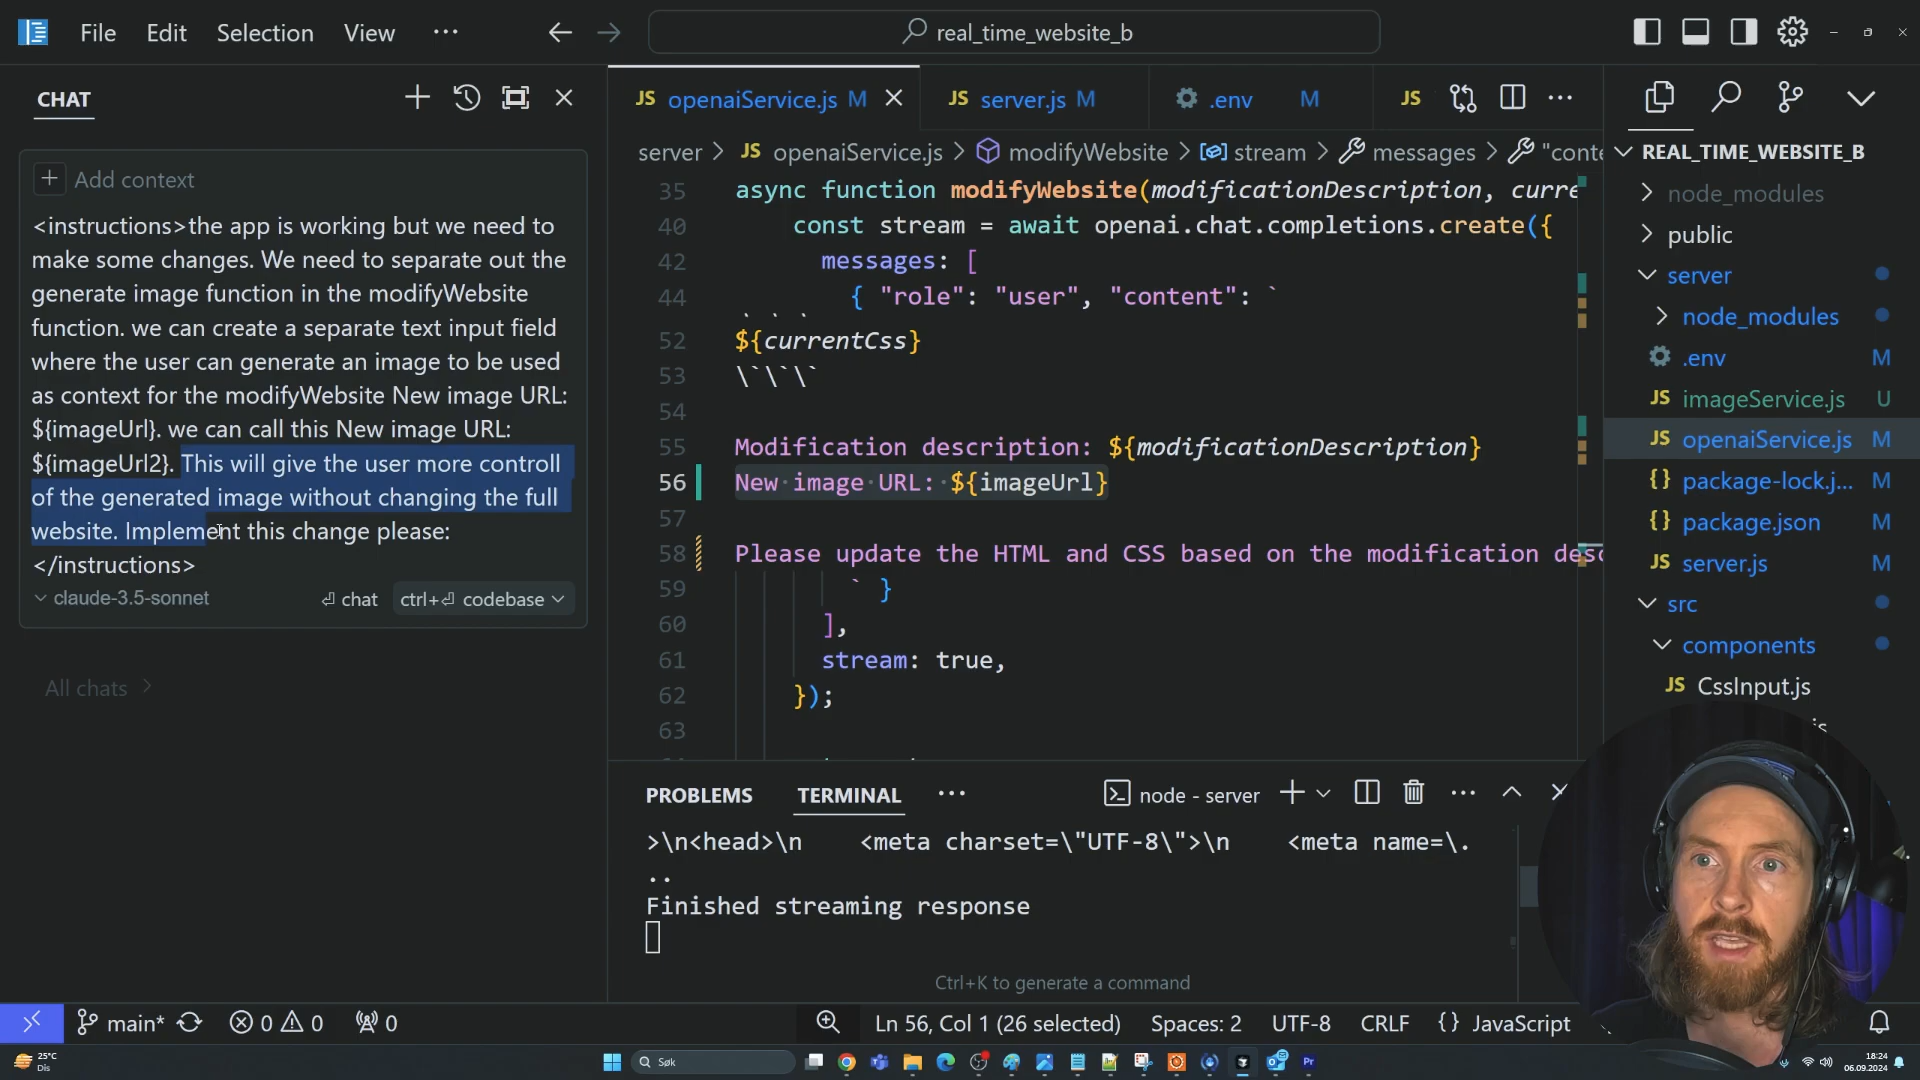 File Edit Selection View ···
real_time_website_b
CHAT
Add context
<instructions>the app is working but we need to
make some changes. We need to separate out the
generate image function in the modifyWebsite
function. we can create a separate text input field
where the user can generate an image to be used
as context for the modifyWebsite New image URL:
${imageUrl}. we can call this New image URL:
${imageUrl2}. This will give the user more controll
of the generated image without changing the full
website. Implement this change please:
</instructions>
claude-3.5-sonnet
⏎ chat ctrl+⏎ codebase
All chats >
JS openaiService.js M
JS server.js M
.env M
JS
server > JS openaiService.js > modifyWebsite > stream > messages >
35 async function modifyWebsite(modificationDescription,
40 const stream = await openai.chat.completions.create({
42 messages: [
44 { "role": "user", "content": `
52 ${currentCss}
53 \`\`\`
54
55 Modification description: ${modificationDescription}
56 New image URL: ${imageUrl}
57
58 Please update the HTML and CSS based on the modification
59 ` }
60 ],
61 stream: true,
62 });
63
PROBLEMS TERMINAL ···
node - server
>\n<head>\n <meta charset=\"UTF-8\">\n <meta name=\.
..
Finished streaming response
Ctrl+K to generate a command
REAL_TIME_WEBSITE_B
node_modules
public
server
node_modules
.env M
JS imageService.js U
JS openaiService.js M
{} package-lock.j... M
{} package.json M
JS server.js M
src
components
JS CssInput.js
main* 0 0 0
Ln 56, Col 1 (26 selected) Spaces: 2 UTF-8 CRLF {} JavaScript
25°C
Dis
Søk
18:24
06.09.2024